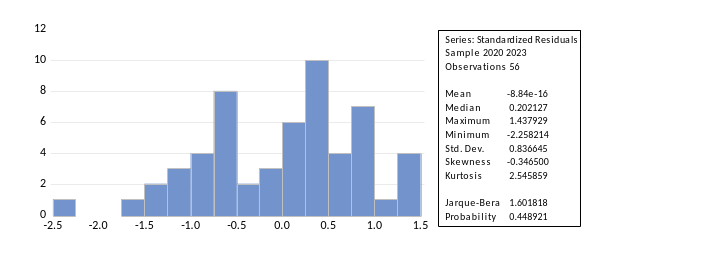 12
10
8
6
4
2
0
-2.5 -2.0 -1.5 -1.0 -0.5 0.0 0.5 1.0 1.5
Series: Standardized Residuals
Sample 2020 2023
Observations 56
Mean -8.84e-16
Median 0.202127
Maximum 1.437929
Minimum -2.258214
Std. Dev. 0.836645
Skewness -0.346500
Kurtosis 2.545859
Jarque-Bera 1.601818
Probability 0.448921